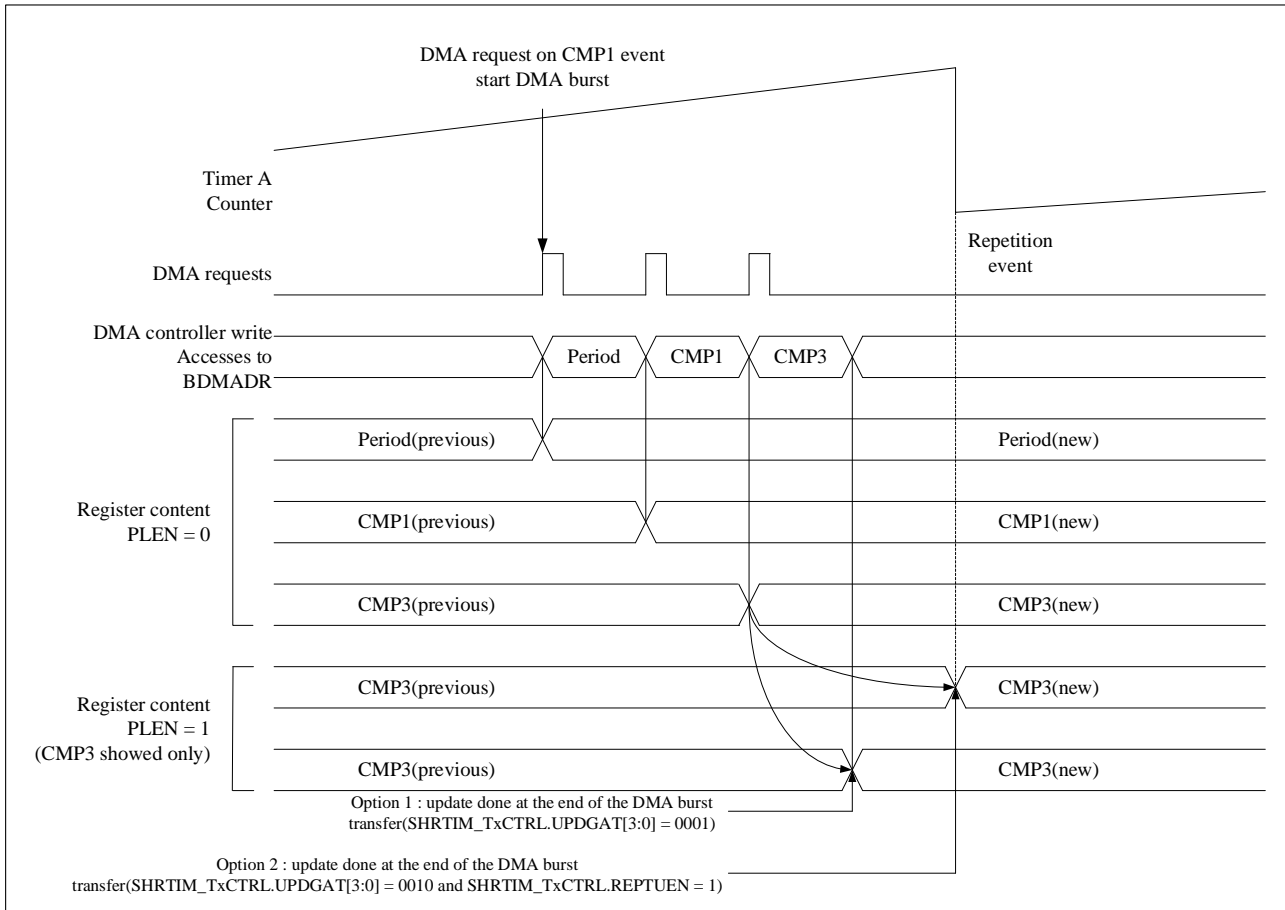 DMA request on CMP1 event
start DMA burst
Timer A
Counter
Repetition
event
DMA requests
DMA controller write
Accesses to
BDMADR
Period
CMP1
CMP3
Period(previous)
Period(new)
Register content
PLEN = 0
CMP1(previous)
CMP1(new)
CMP3(previous)
CMP3(new)
Register content
PLEN = 1
(CMP3 showed only)
CMP3(previous)
CMP3(new)
CMP3(previous)
CMP3(new)
Option 1 : update done at the end of the DMA burst
transfer(SHRTIM_TxCTRL.UPDGAT[3:0] = 0001)
Option 2 : update done at the end of the DMA burst
transfer(SHRTIM_TxCTRL.UPDGAT[3:0] = 0010 and SHRTIM_TxCTRL.REPTUEN = 1)